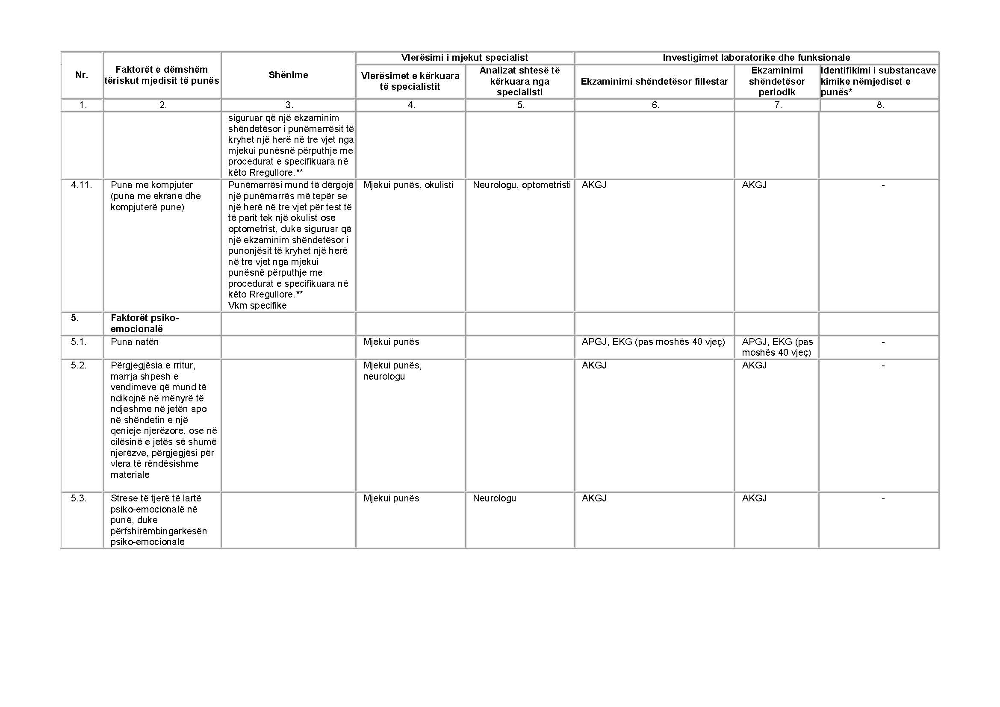 Nr.
Faktorët e dëmshëm
tëriskut mjedisit të punës
Shënime
Vlerësimi i mjekut specialist
Investigimet laboratorike dhe funksionale
Vlerësimet e kërkuara
të specialistit
Analizat shtesë të
kërkuara nga
specialisti
Ekzaminimi shëndetësor fillestar
Ekzaminimi
shëndetësor
periodik
Identifikimi i substancave
kimike nëmjediset e
punës*
1.
2.
3.
4.
5.
6.
7.
8.
siguruar që një ekzaminim
shëndetësor i punëmarrësit të
kryhet një herë në tre vjet nga
mjekui punësnë përputhje me
procedurat e specifikuara në
këto Rregullore.**
4.11.
Puna me kompjuter
(puna me ekrane dhe
kompjuterë pune)
Punëmarrësi mund të dërgojë
një punëmarrës më tepër se
një herë në tre vjet për test të
të parit tek një okulist ose
optometrist, duke siguruar që
një ekzaminim shëndetësor i
punonjësit të kryhet një herë
në tre vjet nga mjekui
punësnë përputhje me
procedurat e specifikuara në
këto Rregullore.**
Vkm specifike
Mjekui punës, okulisti
Neurologu, optometristi
AKGJ
AKGJ
-
5.
Faktorët psiko-
emocionalë
5.1.
Puna natën
Mjekui punës
APGJ, EKG (pas moshës 40 vjeç)
APGJ, EKG (pas
moshës 40 vjeç)
-
5.2.
Përgjegjësia e rritur,
marrja shpesh e
vendimeve që mund të
ndikojnë në mënyrë të
ndjeshme në jetën apo
në shëndetin e një
qenieje njerëzore, ose në
cilësinë e jetës së shumë
njerëzve, përgjegjësi për
vlera të rëndësishme
materiale
Mjekui punës,
neurologu
AKGJ
AKGJ
-
5.3.
Strese të tjerë të lartë
psiko-emocionalë në
punë, duke
përfshirëmbingarkesën
psiko-emocionale
Mjekui punës
Neurologu
AKGJ
AKGJ
-